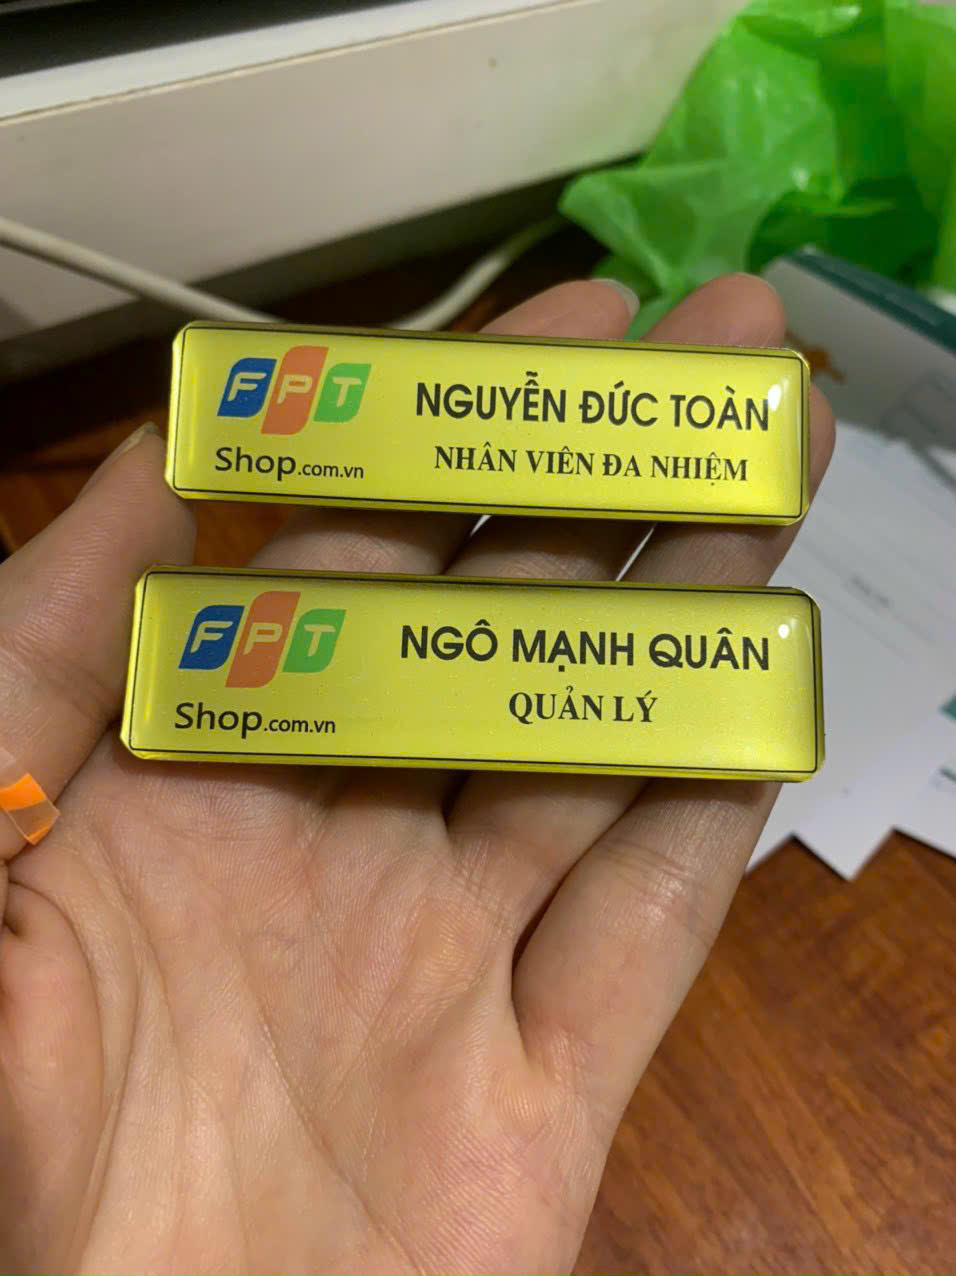 FPT
Shop.com.vn
NGUYỄN ĐỨC TOÀN
NHÂN VIÊN ĐA NHIỆM
FPT
Shop.com.vn
NGÔ MẠNH QUÂN
QUẢN LÝ